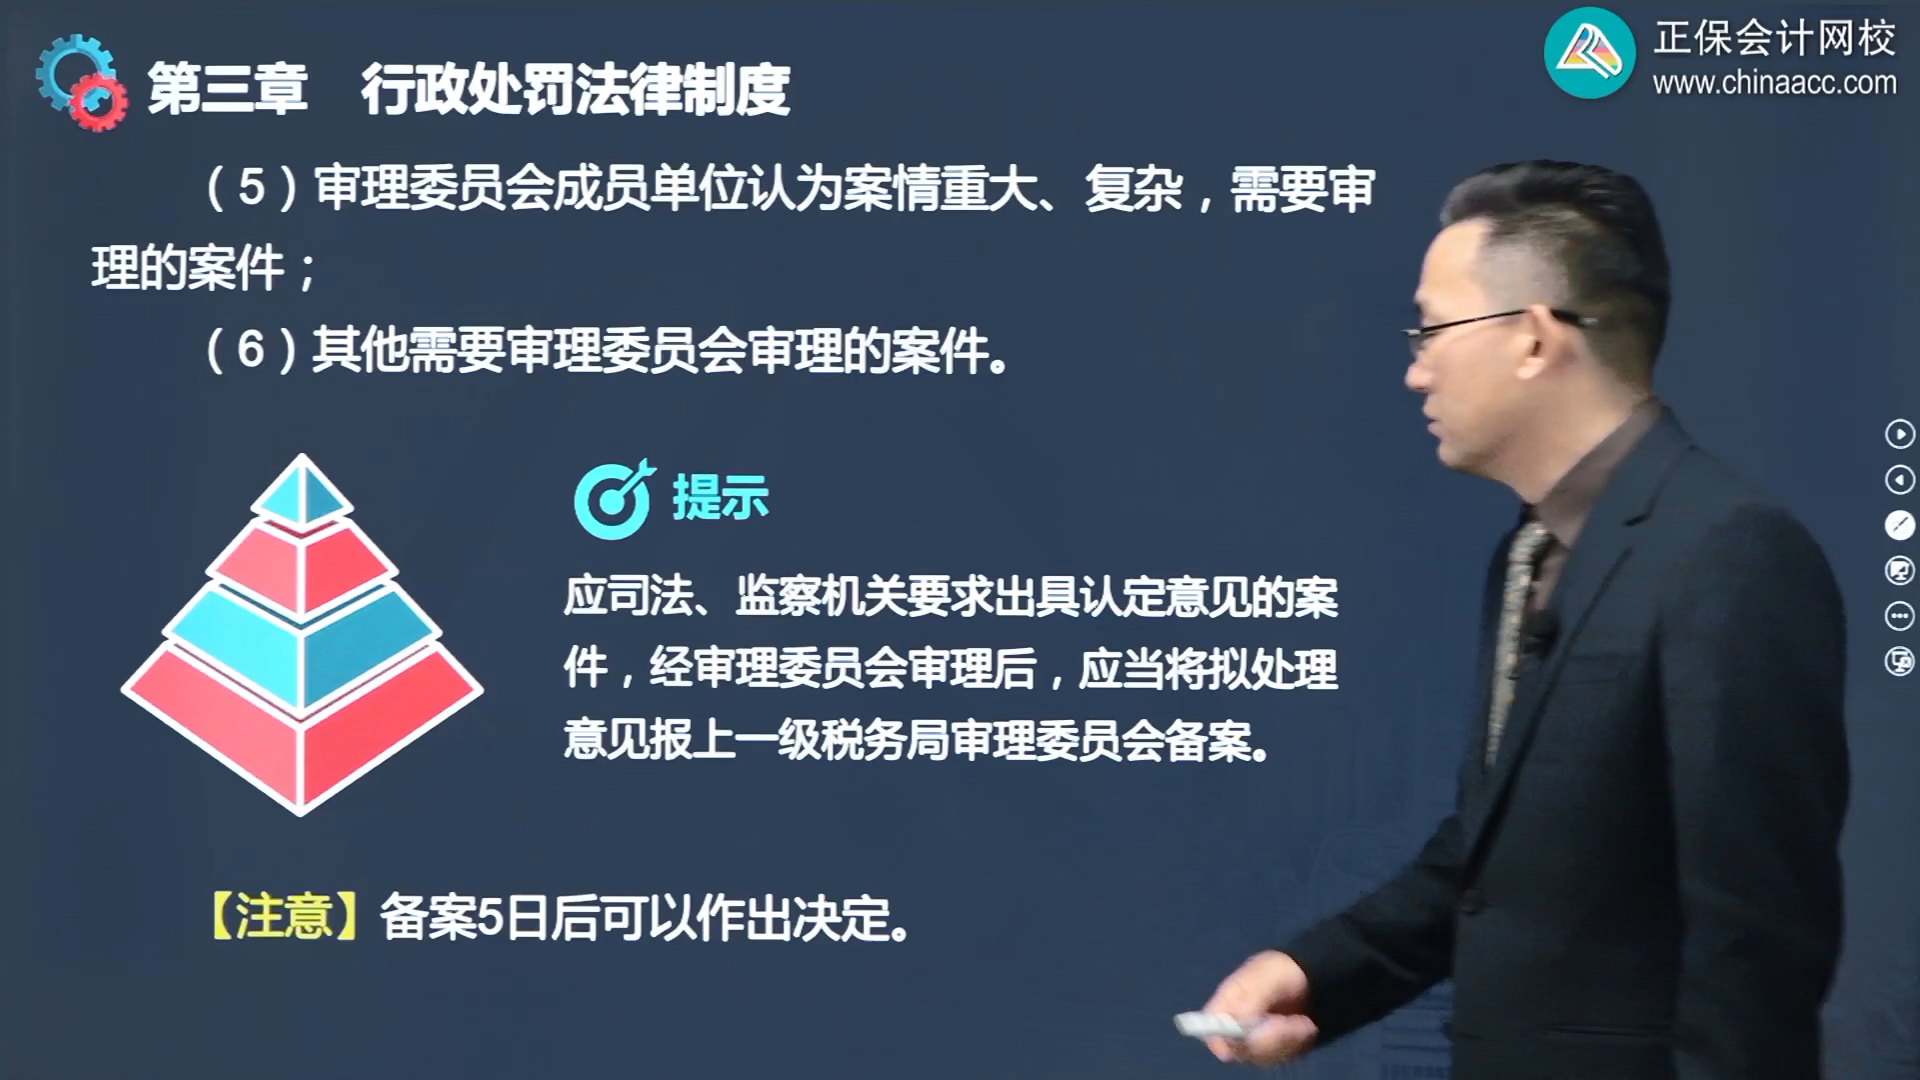 正保会计网校
www.chinaacc.com
第三章 行政处罚法律制度
（5）审理委员会成员单位认为案情重大、复杂，需要审
理的案件；
（6）其他需要审理委员会审理的案件。
提示
应司法、监察机关要求出具认定意见的案
件，经审理委员会审理后，应当将拟处理
意见报上一级税务局审理委员会备案。
【注意】备案5日后可以作出决定。